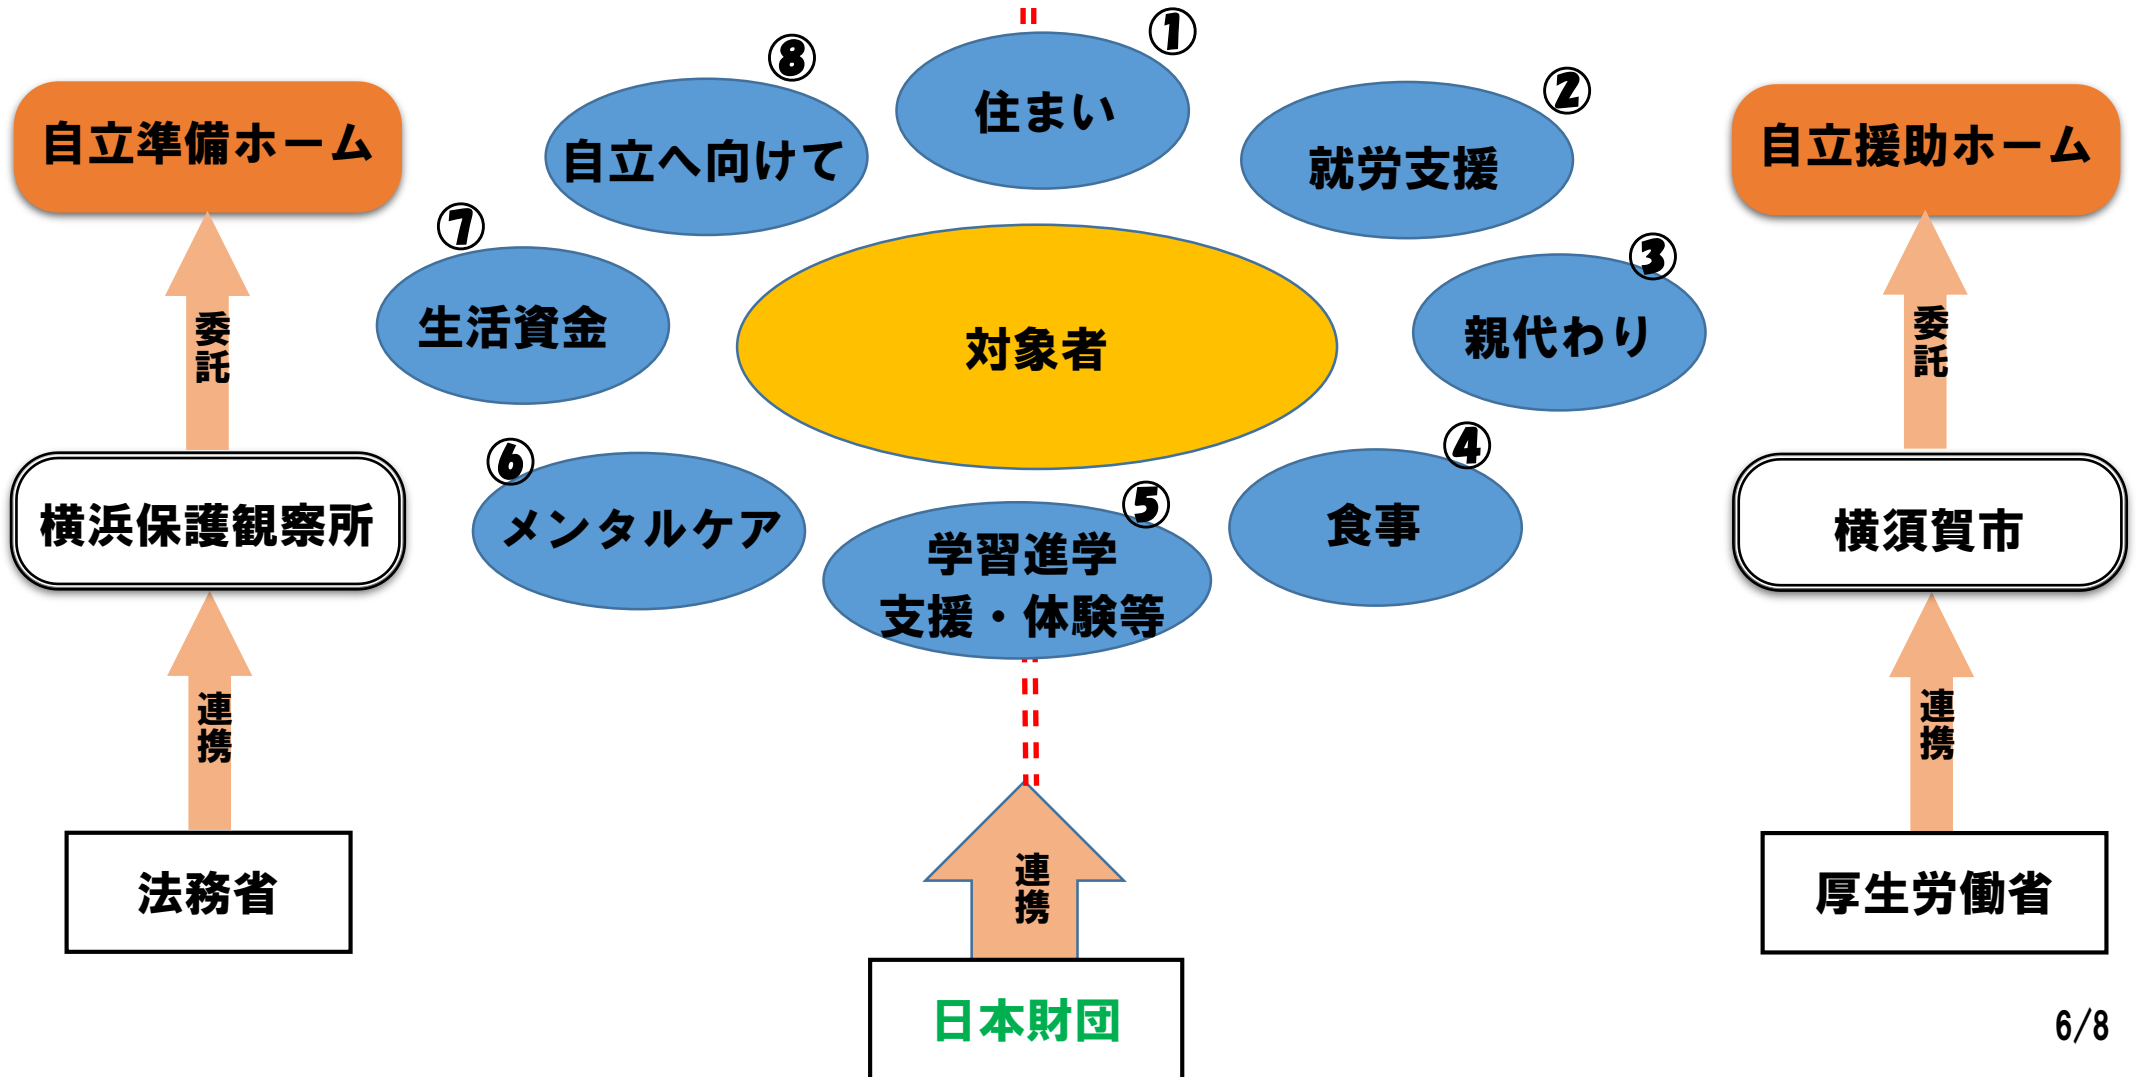 ①
住まい
②
就労支援
③
親代わり
④
食事
⑤
学習進学
支援・体験等
⑥
メンタルケア
⑦
生活資金
⑧
自立へ向けて
対象者
自立準備ホーム
委託
横浜保護観察所
連携
法務省
連携
日本財団
自立援助ホーム
委託
横須賀市
連携
厚生労働省
6/8